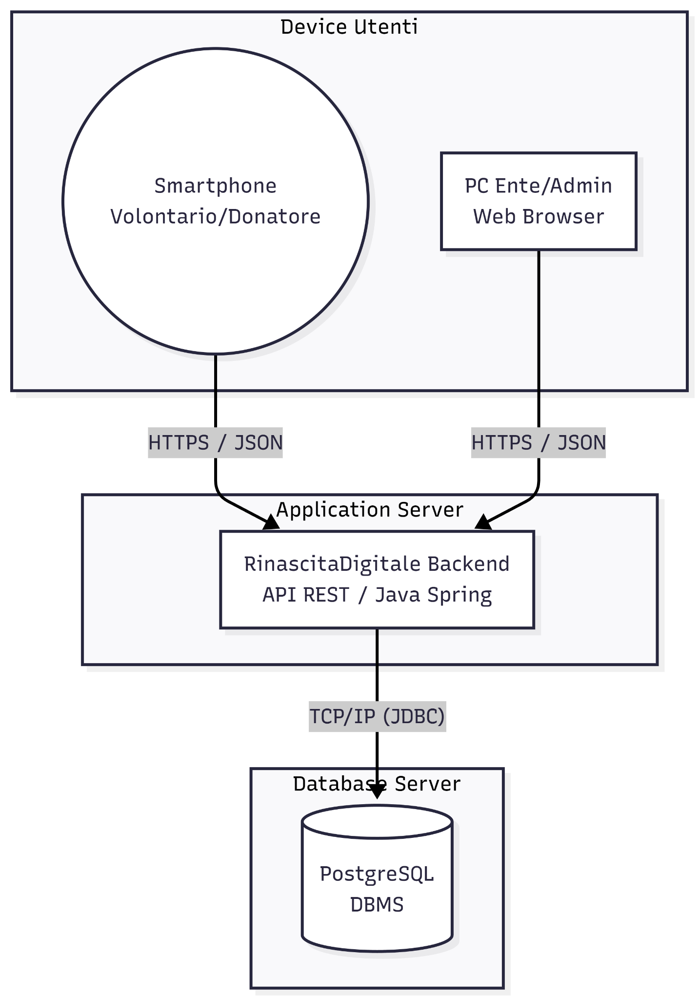 Device Utenti
Smartphone
Volontario/Donatore
PC Ente/Admin
Web Browser
HTTPS / JSON
HTTPS / JSON
Application Server
RinascitaDigitale Backend
API REST / Java Spring
TCP/IP (JDBC)
Database Server
PostgreSQL
DBMS